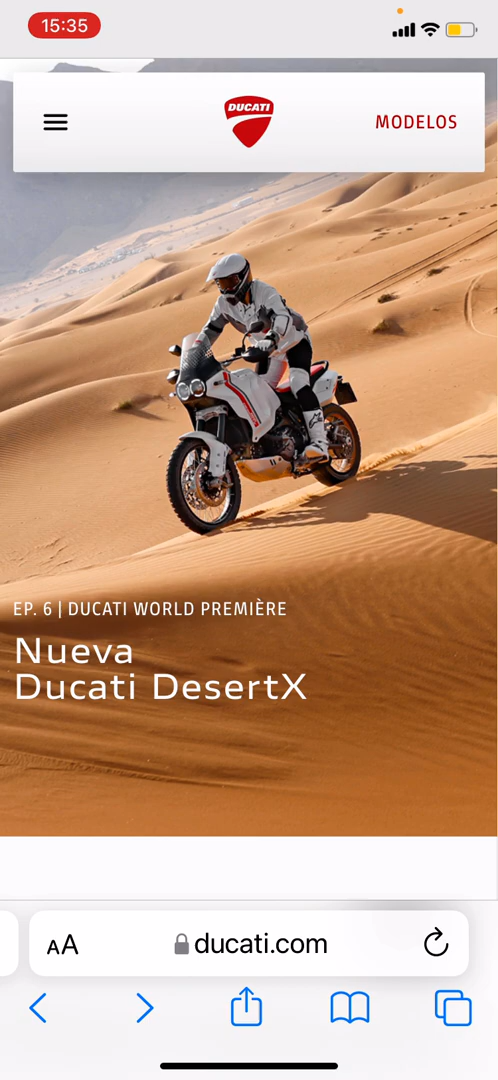 15:35
DUCATI
MODELOS
EP. 6 | DUCATI WORLD PREMIÈRE
Nueva
Ducati DesertX
AA
ducati.com